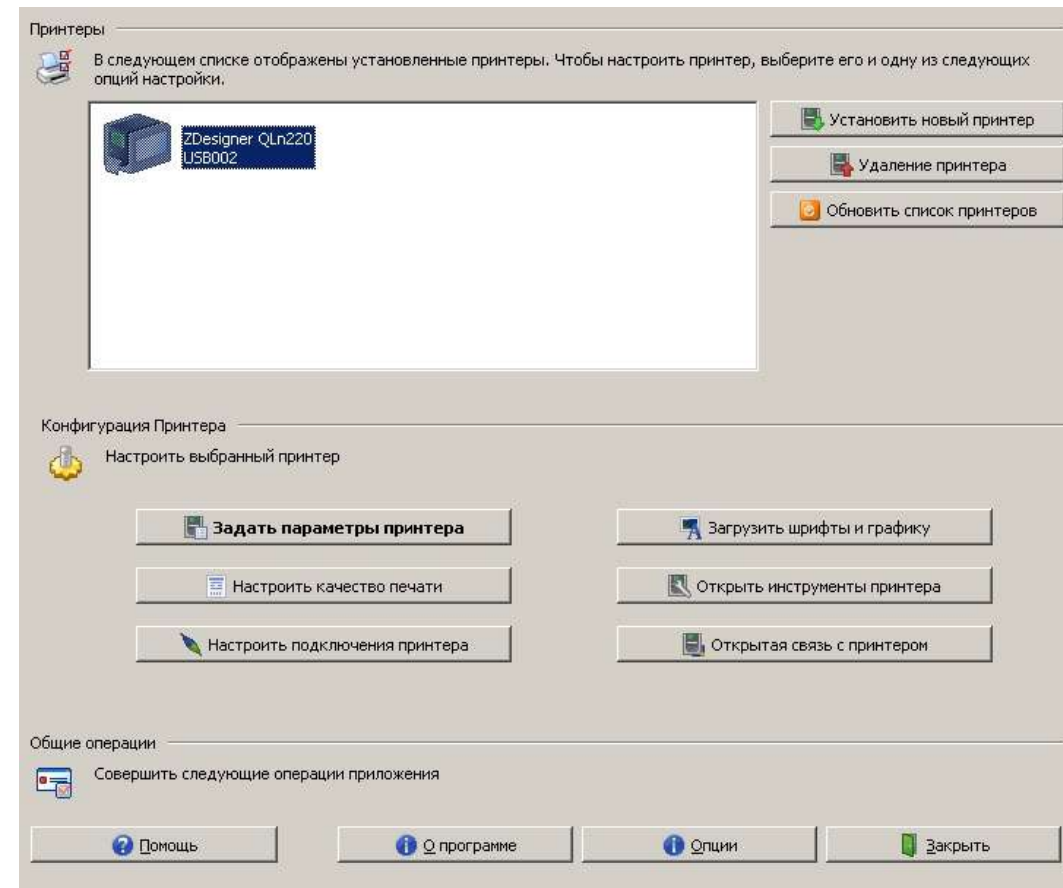 Принтеры
В следующем списке отображены установленные принтеры. Чтобы настроить принтер, выберите его и одну из следующих
опций настройки.
ZDesigner QLn220
USB002
Установить новый принтер
Удаление принтера
Обновить список принтеров
Конфигурация Принтера
Настроить выбранный принтер
Задать параметры принтера
Загрузить шрифты и графику
Настроить качество печати
Открыть инструменты принтера
Настроить подключения принтера
Открытая связь с принтером
Общие операции
Совершить следующие операции приложения
Помощь
О программе
Опции
Закрыть